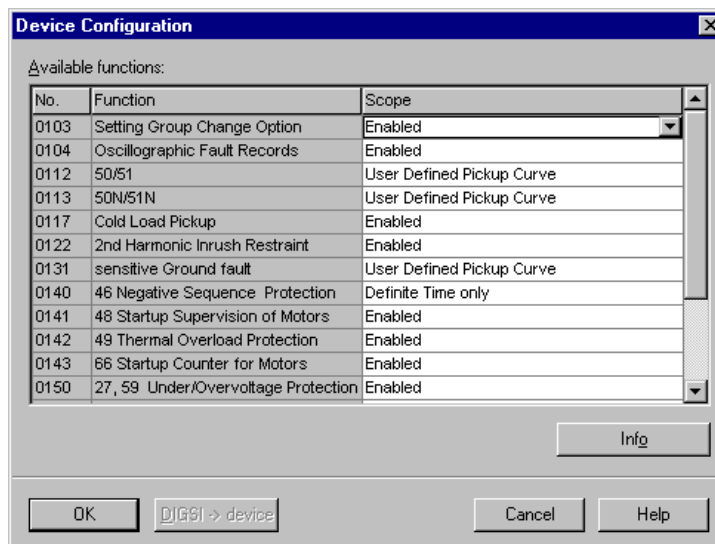 Device Configuration
Available functions:
No. Function Scope
0103 Setting Group Change Option Enabled
0104 Oscillographic Fault Records Enabled
0112 50/51 User Defined Pickup Curve
0113 50N/51N User Defined Pickup Curve
0117 Cold Load Pickup Enabled
0122 2nd Harmonic Inrush Restraint Enabled
0131 sensitive Ground fault User Defined Pickup Curve
0140 46 Negative Sequence Protection Definite Time only
0141 48 Startup Supervision of Motors Enabled
0142 49 Thermal Overload Protection Enabled
0143 66 Startup Counter for Motors Enabled
0150 27, 59 Under/Overvoltage Protection Enabled
Info
OK DIGSI -> device Cancel Help